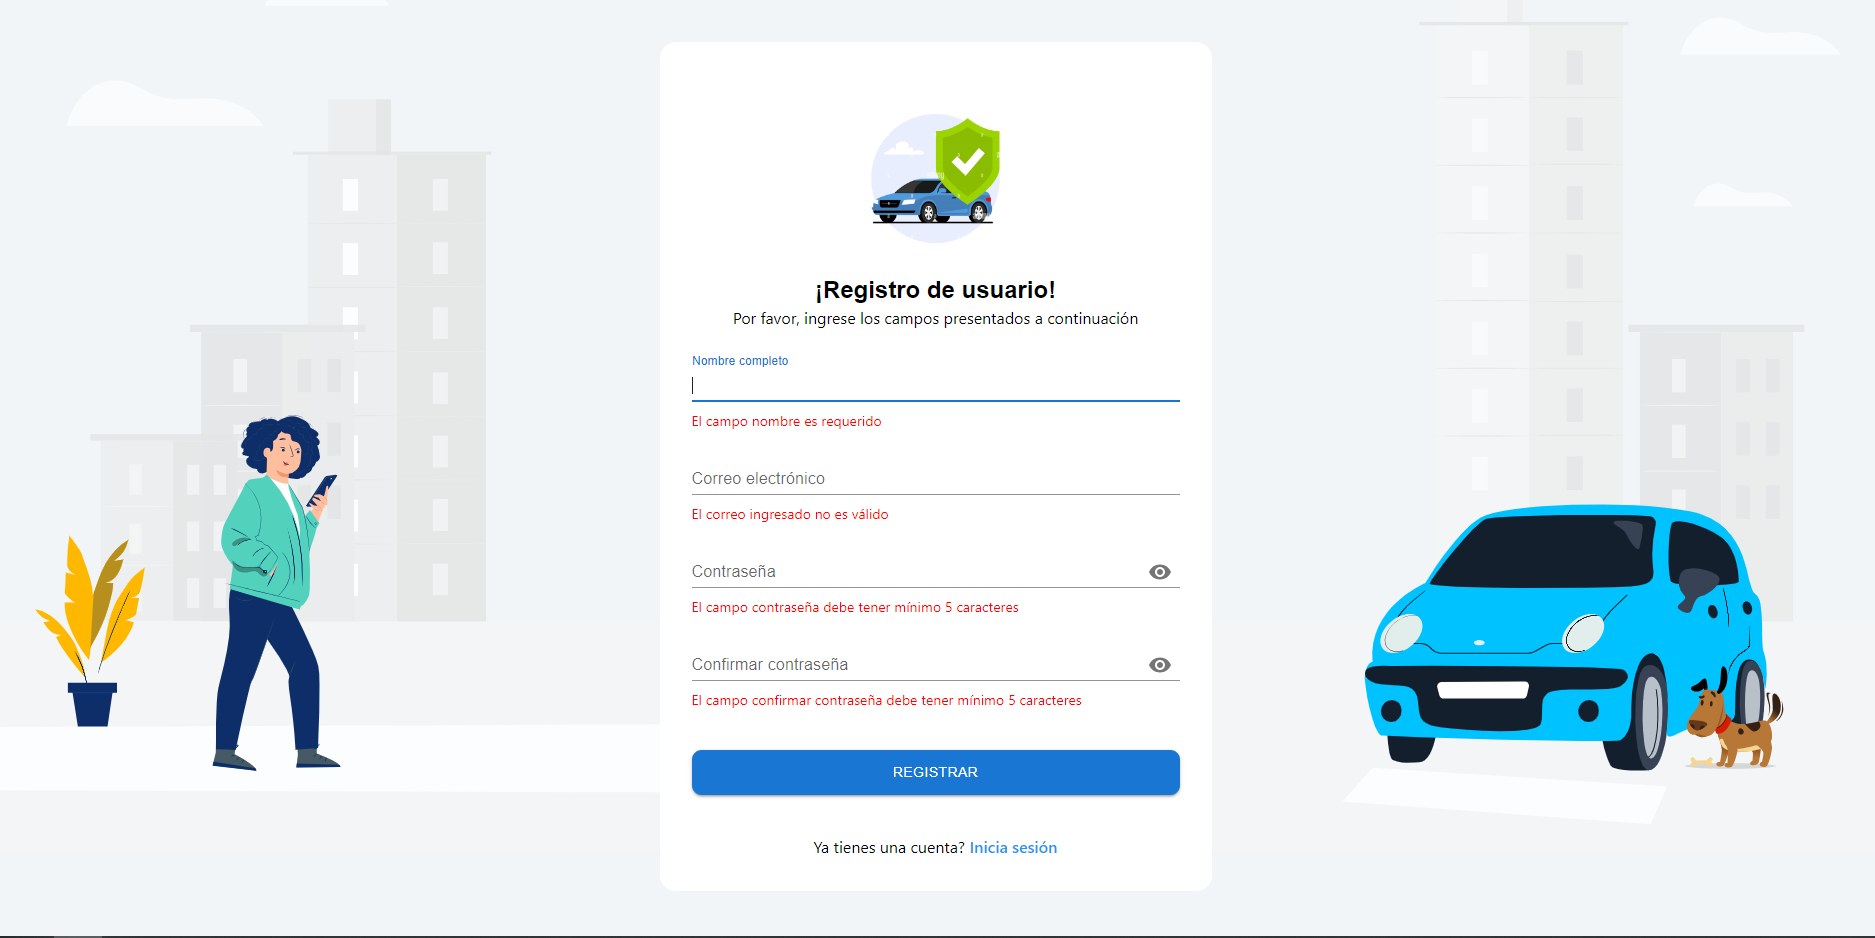 ¡Registro de usuario!
Por favor, ingrese los campos presentados a continuación
Nombre completo
El campo nombre es requerido
Correo electrónico
El correo ingresado no es válido
Contraseña
El campo contraseña debe tener mínimo 5 caracteres
Confirmar contraseña
El campo confirmar contraseña debe tener mínimo 5 caracteres
REGISTRAR
Ya tienes una cuenta? Inicia sesión